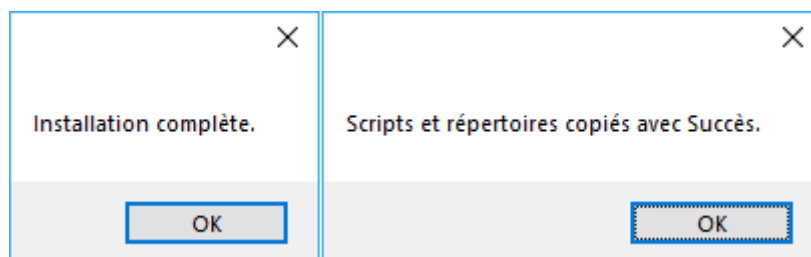 Installation complète.
OK
Scripts et répertoires copiés avec Succès.
OK